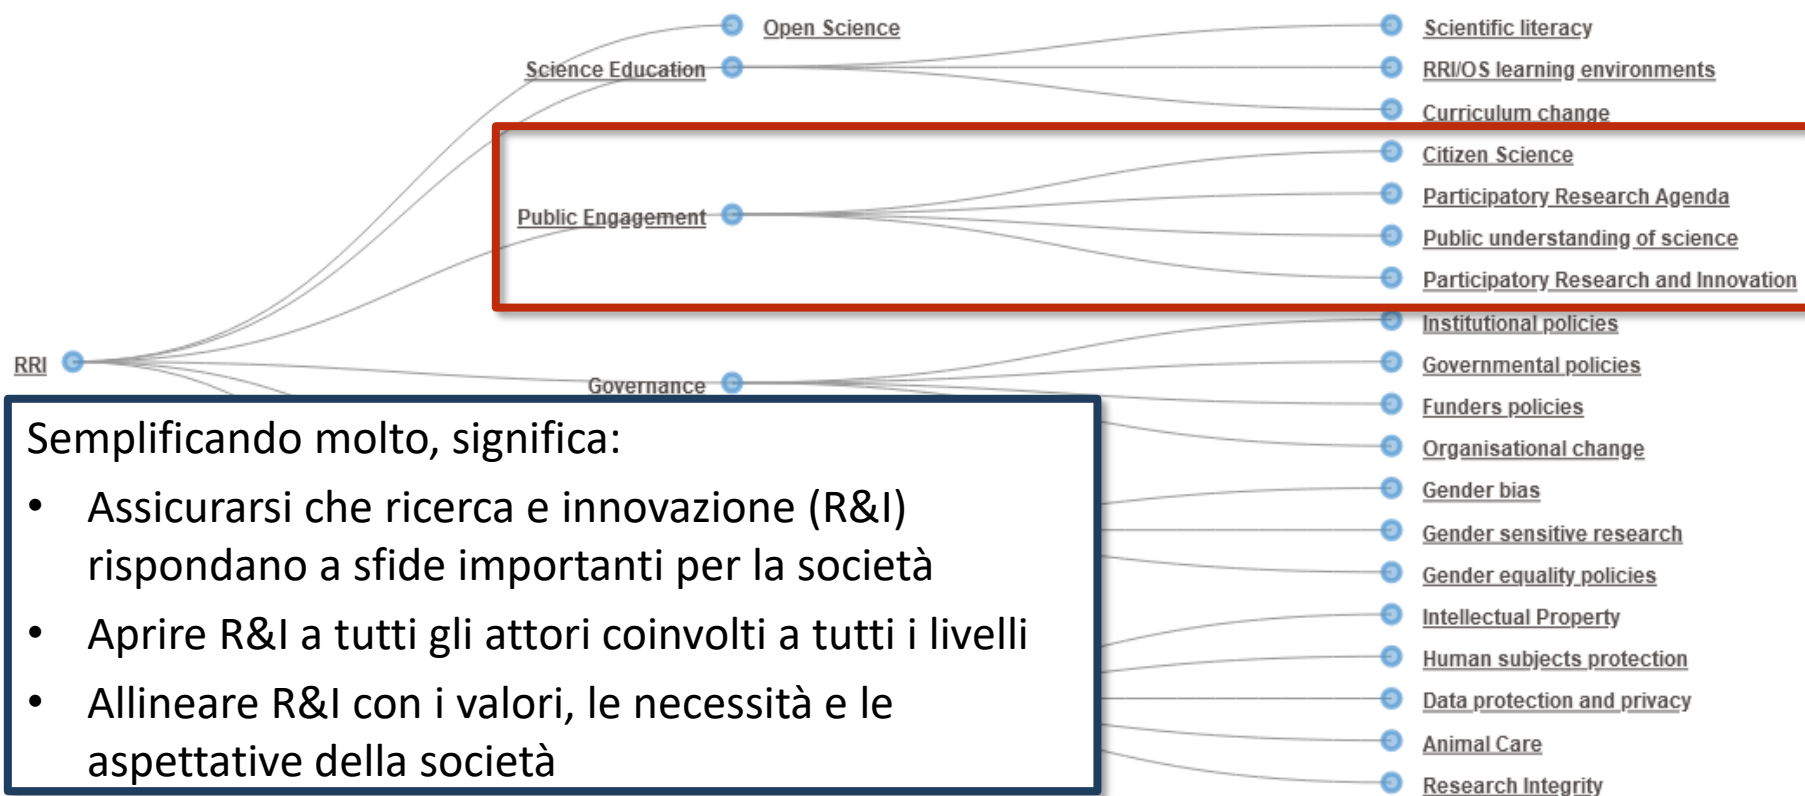 Open Science
Scientific literacy
Science Education
RRI/OS learning environments
Curriculum change
Citizen Science
Participatory Research Agenda
Public Engagement
Public understanding of science
Participatory Research and Innovation
Institutional policies
RRI
Governmental policies
Governance
Funders policies
Organisational change
Gender bias
Gender sensitive research
Gender equality policies
Intellectual Property
Human subjects protection
Data protection and privacy
Animal Care
Research Integrity
Semplificando molto, significa:
• Assicurarsi che ricerca e innovazione (R&I)
rispondano a sfide importanti per la società
• Aprire R&I a tutti gli attori coinvolti a tutti i livelli
• Allineare R&I con i valori, le necessità e le
aspettative della società